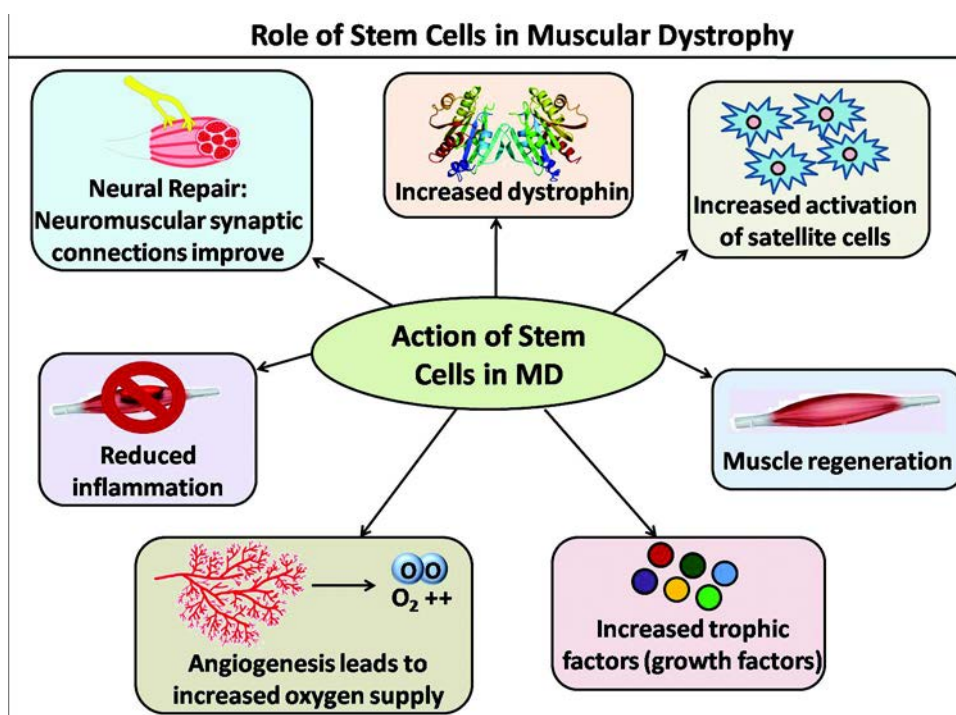 Role of Stem Cells in Muscular Dystrophy
Neural Repair:
Neuromuscular synaptic
connections improve
Increased dystrophin
Increased activation
of satellite cells
Action of Stem
Cells in MD
Reduced
inflammation
Muscle regeneration
O O
O₂ ++
Angiogenesis leads to
increased oxygen supply
Increased trophic
factors (growth factors)